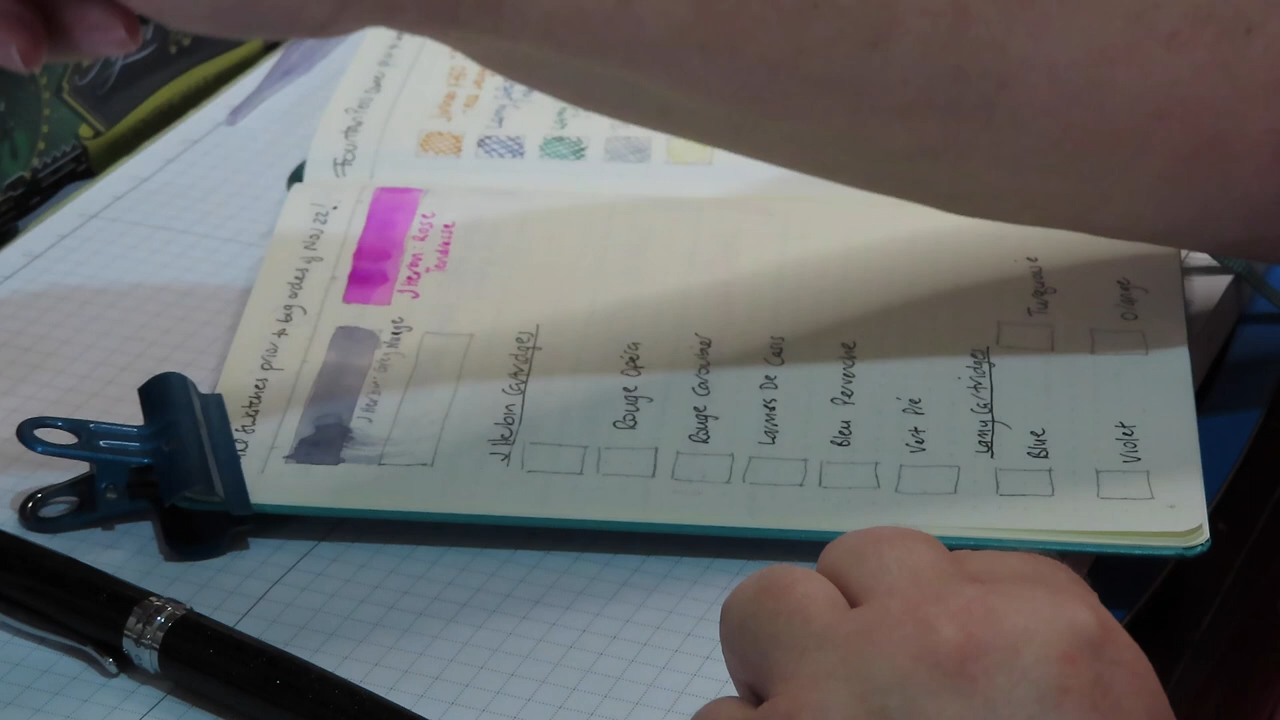 Swatches prior to big order of Nov 22!
J Herbin: Rose
Tendresse
J Herbin: Gris Nuage
J Herbin Cartridges
Rouge Opéra
Rouge Caroubier
Larmes De Cassis
Bleu Pervenche
Vert Pré
Lamy Cartridges
Blue
Turquoise
Violet
Orange
Fountain Pen